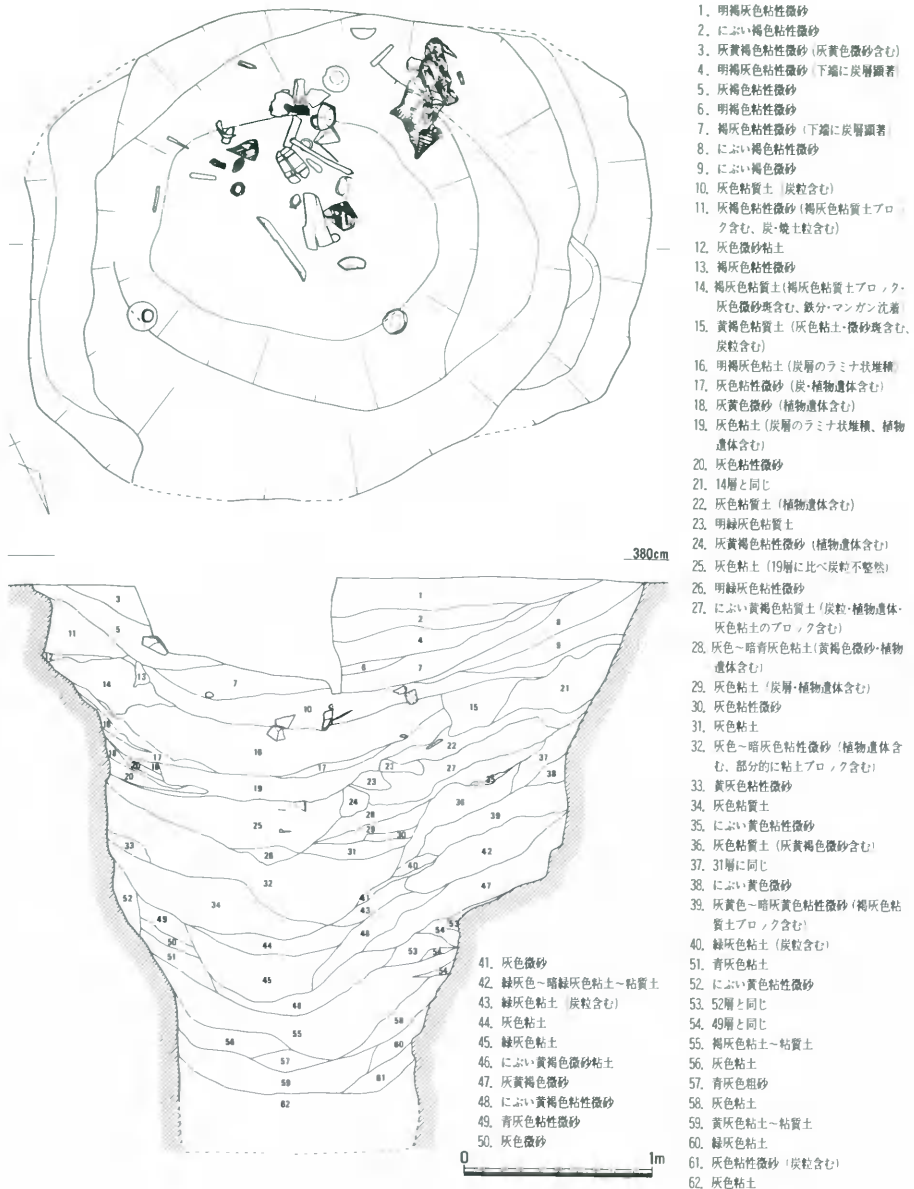 1. 明褐灰色粘性微砂
2. にぶい褐色粘性微砂
3. 灰黄褐色粘性微砂(灰黄色微砂含む)
4. 明褐灰色粘性微砂(下端に炭層顕著)
5. 灰褐色粘性微砂
6. 明褐色粘性微砂
7. 褐灰色粘性微砂(下端に炭層顕著)
8. にぶい褐色粘性微砂
9. にぶい褐色微砂
10. 灰色粘質土(炭粒含む)
11. 灰褐色粘性微砂(褐灰色粘質土ブロッ
ク含む、炭・焼土粒含む)
12. 灰色微砂粘土
13. 褐灰色粘性微砂
14. 褐灰色粘質土(褐灰色粘質土ブロック・
灰色微砂斑含む、鉄分・マンガン沈着)
15. 黄褐色粘質土(灰色粘土・微砂斑含む、
炭粒含む)
16. 明褐色粘土(炭層のラミナ状堆積)
17. 灰色粘性微砂(炭・植物遺体含む)
18. 灰黄色微砂(植物遺体含む)
19. 灰色粘土(炭層のラミナ状堆積、植物
遺体含む)
20. 灰色粘性微砂
21. 14層と同じ
22. 灰色粘質土(植物遺体含む)
23. 明緑灰色粘質土
24. 灰黄褐色粘性微砂(植物遺体含む)
25. 灰色粘土(19層に比べ炭粒不整然)
26. 明緑灰色粘性微砂
27. にぶい黄褐色粘質土(炭粒・植物遺体・
灰色粘土のブロック含む)
28. 灰色~暗青灰色粘土(黄褐色微砂・植物
遺体含む)
29. 灰色粘土(炭層・植物遺体含む)
30. 灰色粘性微砂
31. 灰色粘土
32. 灰色~暗灰色粘性微砂(植物遺体含
む、部分的に粘土ブロック含む)
33. 黄灰色粘性微砂
34. 灰色粘質土
35. にぶい黄色粘性微砂
36. 灰色粘質土(灰黄褐色微砂含む)
37. 31層に同じ
38. にぶい黄色微砂
39. 灰黄色~暗灰黄色粘性微砂(褐灰色粘
質土ブロック含む)
40. 緑灰色粘土(炭粒含む)
51. 青灰色粘土
52. にぶい黄色粘性微砂
53. 52層と同じ
54. 49層と同じ
55. 褐灰色粘土~粘質土
56. 灰色粘土
57. 青灰色粗砂
58. 灰色粘土
59. 黄灰色粘土~粘質土
60. 緑灰色粘土
61. 灰色粘性微砂(炭粒含む)
62. 灰色粘土
41. 灰色微砂
42. 緑灰色~暗緑灰色粘土~粘質土
43. 緑灰色粘土(炭粒含む)
44. 灰色粘土
45. 緑灰色粘土
46. にぶい黄褐色微砂粘土
47. 灰黄褐色微砂
48. にぶい黄褐色粘性微砂
49. 青灰色粘性微砂
50. 灰色微砂
380cm
0 1m